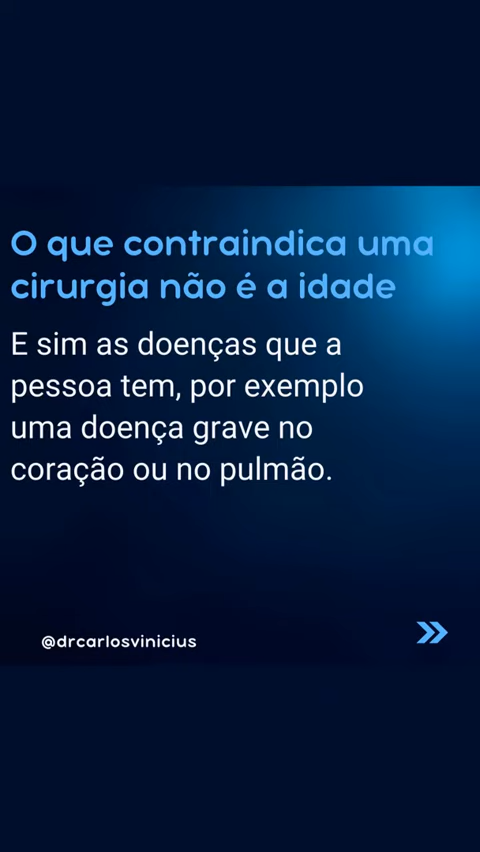 O que contraindica uma
cirurgia não é a idade
E sim as doenças que a
pessoa tem, por exemplo
uma doença grave no
coração ou no pulmão.
@drcarlosvinicius